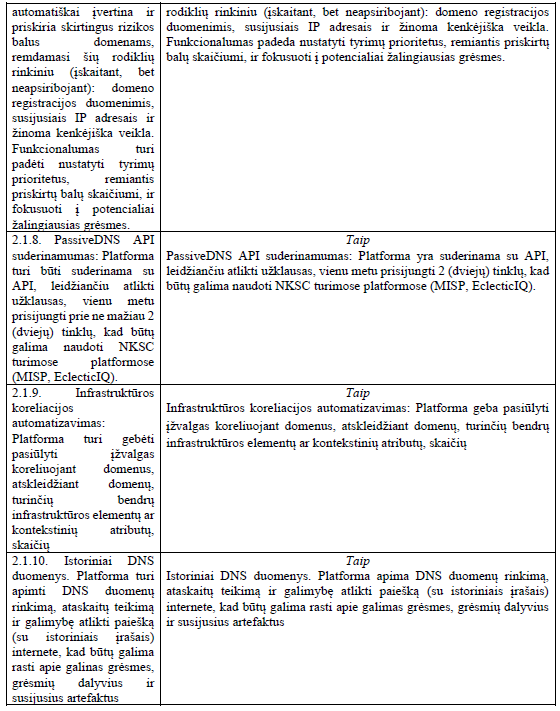 automatiškai įvertina ir
priskiria skirtingus rizikos
balus domenams,
remdamasi šių rodiklių
rinkiniu (įskaitant, bet
neapsiribojant): domeno
registracijos duomenimis,
susijusiais IP adresais ir
žinoma kenkėjiška veikla.
Funkcionalumas turi
padėti nustatyti tyrimų
prioritetus, remiantis
priskirtų balų skaičiumi, ir
fokusuoti į potencialiai
žalingiausias grėsmes.
rodiklių rinkiniu (įskaitant, bet neapsiribojant): domeno registracijos
duomenimis, susijusiais IP adresais ir žinoma kenkėjiška veikla.
Funkcionalumas padeda nustatyti tyrimų prioritetus, remiantis priskirtų
balų skaičiumi, ir fokusuoti į potencialiai žalingiausias grėsmes.
2.1.8. PassiveDNS API
suderinamumas: Platforma
turi būti suderinama su
API, leidžiančiu atlikti
užklausas, vienu metu
prisijungti prie ne mažiau 2
(dviejų) tinklų, kad būtų
galima naudoti NKSC
turimose platformose
(MISP, EclecticIQ).
Taip
PassiveDNS API suderinamumas: Platforma yra suderinama su API,
leidžiančiu atlikti užklausas, vienu metu prisijungti 2 (dviejų) tinklų, kad
būtų galima naudoti NKSC turimose platformose (MISP, EclecticIQ).
2.1.9. Infrastruktūros
koreliacijos
automatizavimas:
Platforma turi gebėti
pasiūlyti įžvalgas
koreliuojant domenus,
atskleidžiant domenų,
turinčių bendrų
infrastruktūros elementų ar
kontekstinių atributų,
skaičių
Taip
Infrastruktūros koreliacijos automatizavimas: Platforma geba pasiūlyti
įžvalgas koreliuojant domenus, atskleidžiant domenų, turinčių bendrų
infrastruktūros elementų ar kontekstinių atributų, skaičių
2.1.10. Istoriniai DNS
duomenys. Platforma turi
apimti DNS duomenų
rinkimą, ataskaitų teikimą
ir galimybę atlikti paiešką
(su istoriniais įrašais)
internete, kad būtų galima
rasti apie galinas grėsmes,
grėsmių dalyvius ir
susijusius artefaktus
Taip
Istoriniai DNS duomenys. Platforma apima DNS duomenų rinkimą,
ataskaitų teikimą ir galimybę atlikti paiešką (su istoriniais įrašais)
internete, kad būtų galima rasti apie galimas grėsmes, grėsmių dalyvius
ir susijusius artefaktus